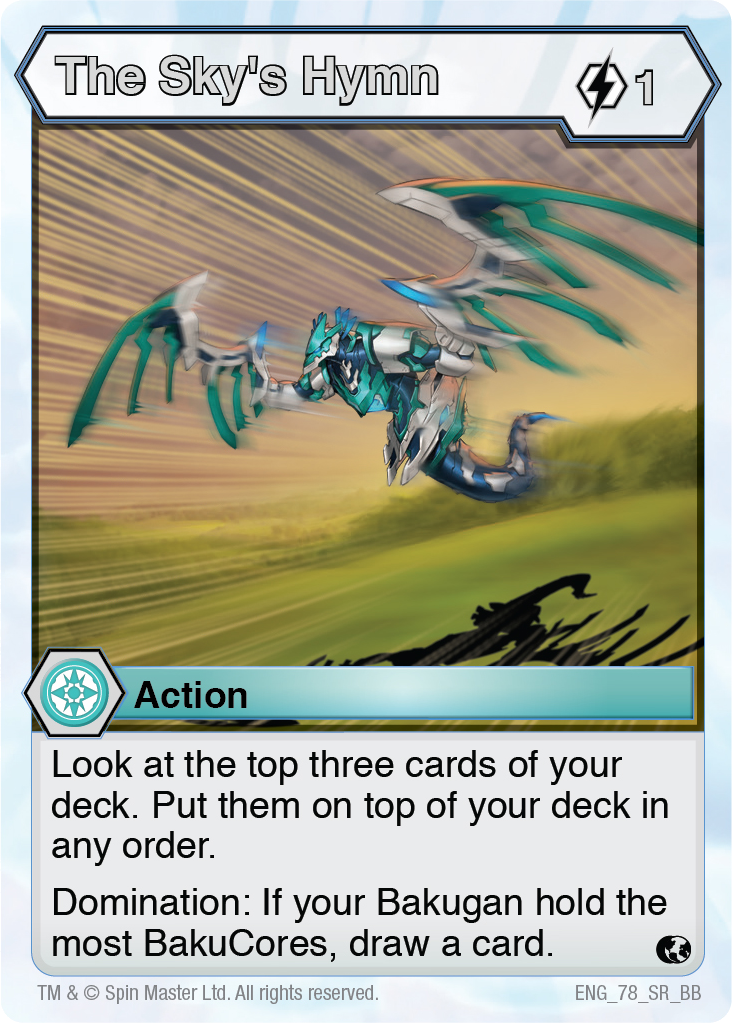 The Sky's Hymn
1
Action
Look at the top three cards of your
deck. Put them on top of your deck in
any order.
Domination: If your Bakugan hold the
most BakuCores, draw a card.
TM & © Spin Master Ltd. All rights reserved.
ENG_78_SR_BB